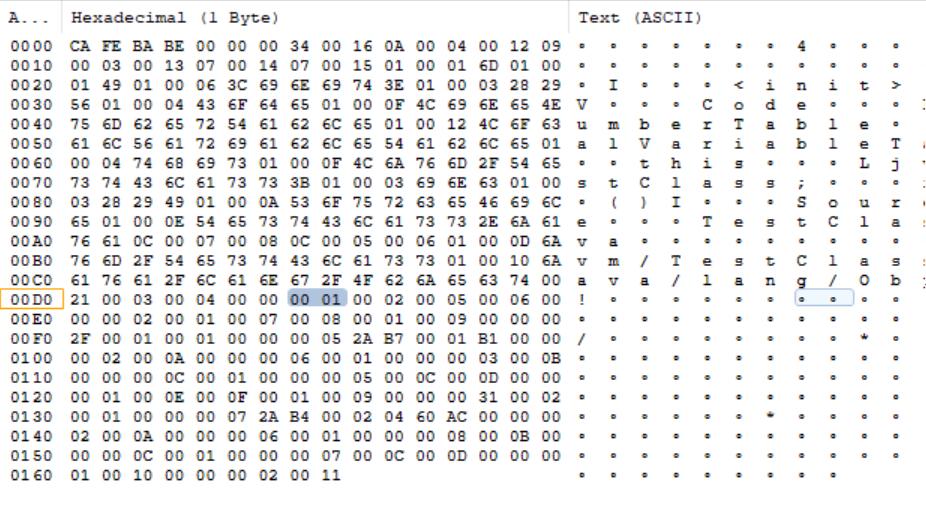 A... Hexadecimal (1 Byte) Text (ASCII)
0000 CA FE BA BE 00 00 00 34 00 16 0A 00 04 00 12 09 ∘ ∘ ∘ ∘ ∘ ∘ ∘ 4 ∘ ∘ ∘
0010 00 03 00 13 07 00 14 07 00 15 01 00 01 6D 01 00 ∘ ∘ ∘ ∘ ∘ ∘ ∘ ∘ ∘ ∘ ∘
0020 01 49 01 00 06 3C 69 6E 69 74 3E 01 00 03 28 29 ∘ I ∘ ∘ ∘ < i n i t >
0030 56 01 00 04 43 6F 64 65 01 00 0F 4C 69 6E 65 4E V ∘ ∘ ∘ C o d e ∘ ∘ ∘
0040 75 6D 62 65 72 54 61 62 6C 65 01 00 12 4C 6F 63 u m b e r T a b l e ∘
0050 61 6C 56 61 72 69 61 62 6C 65 54 61 62 6C 65 01 a l V a r i a b l e T
0060 00 04 74 68 69 73 01 00 0F 4C 6A 76 6D 2F 54 65 ∘ ∘ t h i s ∘ ∘ ∘ L j
0070 73 74 43 6C 61 73 73 3B 01 00 03 69 6E 63 01 00 s t C l a s s ; ∘ ∘ ∘
0080 03 28 29 49 01 00 0A 53 6F 75 72 63 65 46 69 6C ∘ ( ) I ∘ ∘ ∘ S o u r
0090 65 01 00 0E 54 65 73 74 43 6C 61 73 73 2E 6A 61 e ∘ ∘ ∘ T e s t C l a s
00A0 76 61 0C 00 07 00 08 0C 00 05 00 06 01 00 0D 6A v a ∘ ∘ ∘ ∘ ∘ ∘ ∘ ∘ ∘
00B0 76 6D 2F 54 65 73 74 43 6C 61 73 73 01 00 10 6A v m / T e s t C l a s
00C0 61 76 61 2F 6C 61 6E 67 2F 4F 62 6A 65 63 74 00 a v a / l a n g / O b
00D0 21 00 03 00 04 00 00 00 01 00 02 00 05 00 06 00 ! ∘ ∘ ∘ ∘ ∘ ∘ ∘ ∘ ∘ ∘
00E0 00 00 02 00 01 00 07 00 08 00 01 00 09 00 00 00 ∘ ∘ ∘ ∘ ∘ ∘ ∘ ∘ ∘ ∘ ∘
00F0 2F 00 01 00 01 00 00 00 05 2A B7 00 01 B1 00 00 / ∘ ∘ ∘ ∘ ∘ ∘ ∘ ∘ * ∘
0100 00 02 00 0A 00 00 00 06 00 01 00 00 00 03 00 0B ∘ ∘ ∘ ∘ ∘ ∘ ∘ ∘ ∘ ∘ ∘
0110 00 00 00 0C 00 01 00 00 00 05 00 0C 00 0D 00 00 ∘ ∘ ∘ ∘ ∘ ∘ ∘ ∘ ∘ ∘ ∘
0120 00 01 00 0E 00 0F 00 01 00 09 00 00 00 31 00 02 ∘ ∘ ∘ ∘ ∘ ∘ ∘ ∘ ∘ ∘ ∘
0130 00 01 00 00 00 07 2A B4 00 02 04 60 AC 00 00 00 ∘ ∘ ∘ ∘ ∘ ∘ * ∘ ∘ ∘ ∘
0140 02 00 0A 00 00 00 06 00 01 00 00 00 08 00 0B 00 ∘ ∘ ∘ ∘ ∘ ∘ ∘ ∘ ∘ ∘ ∘
0150 00 00 0C 00 01 00 00 00 07 00 0C 00 0D 00 00 00 ∘ ∘ ∘ ∘ ∘ ∘ ∘ ∘ ∘ ∘ ∘
0160 01 00 10 00 00 00 02 00 11 ∘ ∘ ∘ ∘ ∘ ∘ ∘ ∘ ∘